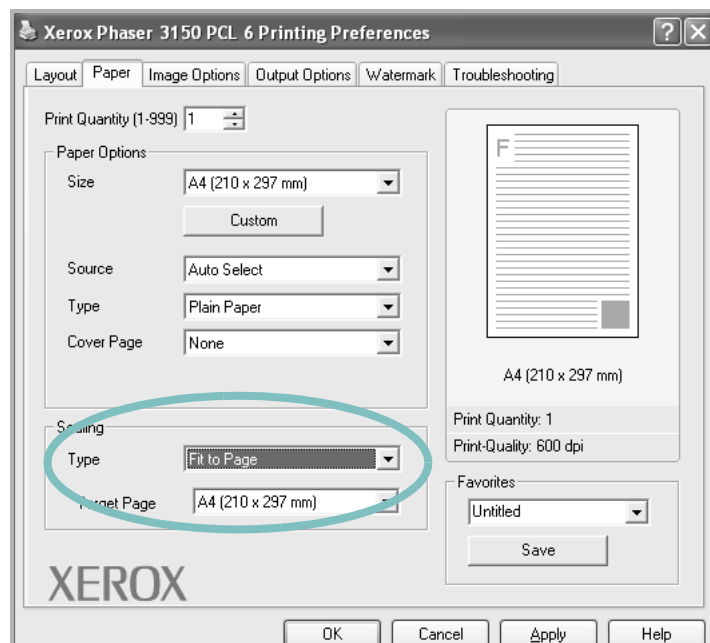 Xerox Phaser 3150 PCL 6 Printing Preferences
Layout Paper Image Options Output Options Watermark Troubleshooting
Print Quantity (1-999) 1
Paper Options
Size A4 (210 x 297 mm)
Custom
Source Auto Select
Type Plain Paper
Cover Page None
Scaling
Type Fit to Page
Target Page A4 (210 x 297 mm)
XEROX
F
A4 (210 x 297 mm)
Print Quantity: 1
Print-Quality: 600 dpi
Favorites
Untitled
Save
OK Cancel Apply Help